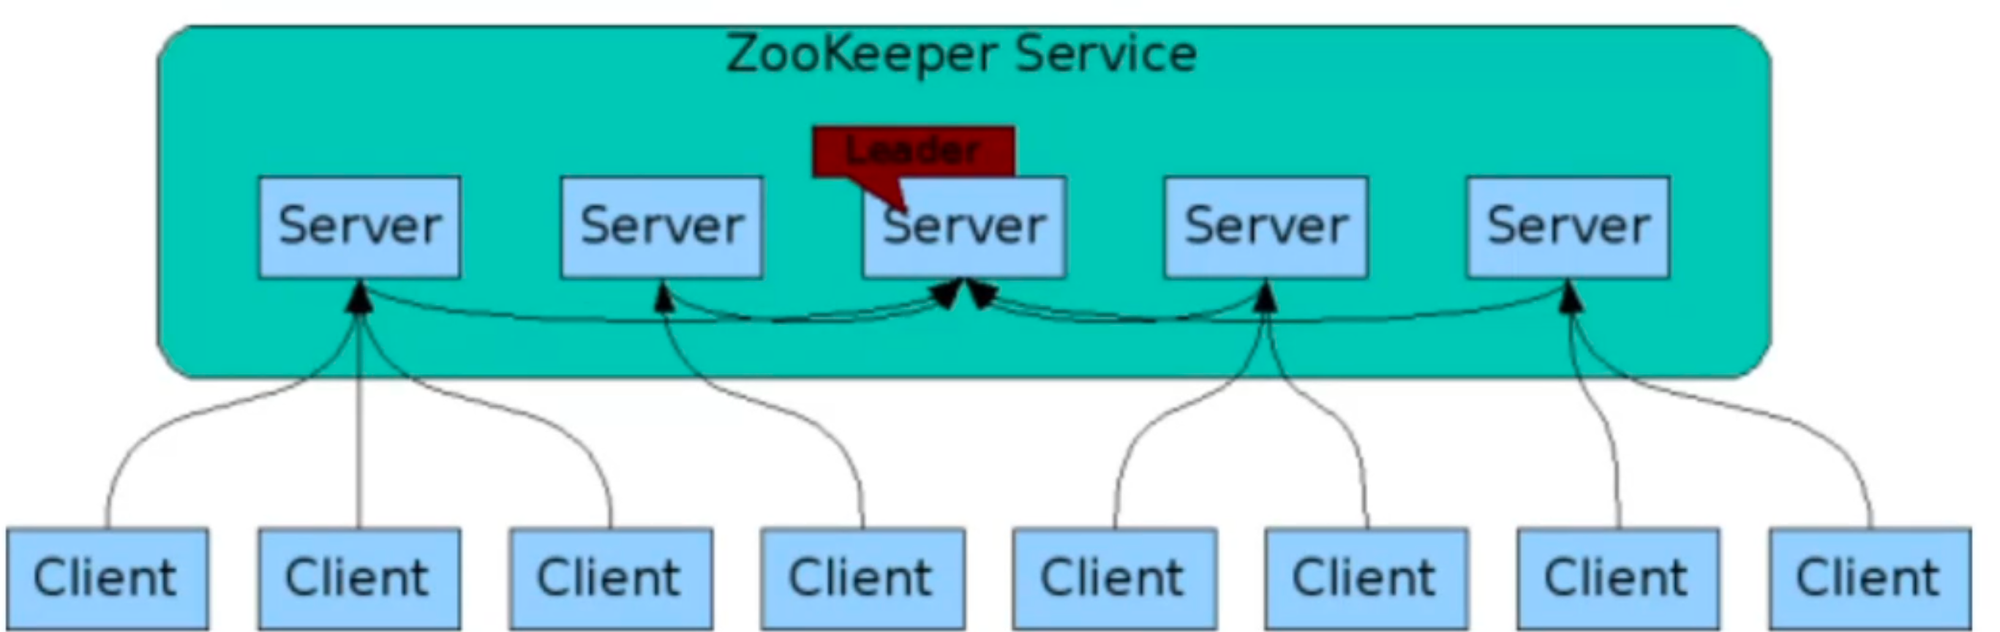 ZooKeeper Service
Leader
Server
Server
Server
Server
Server
Client
Client
Client
Client
Client
Client
Client
Client